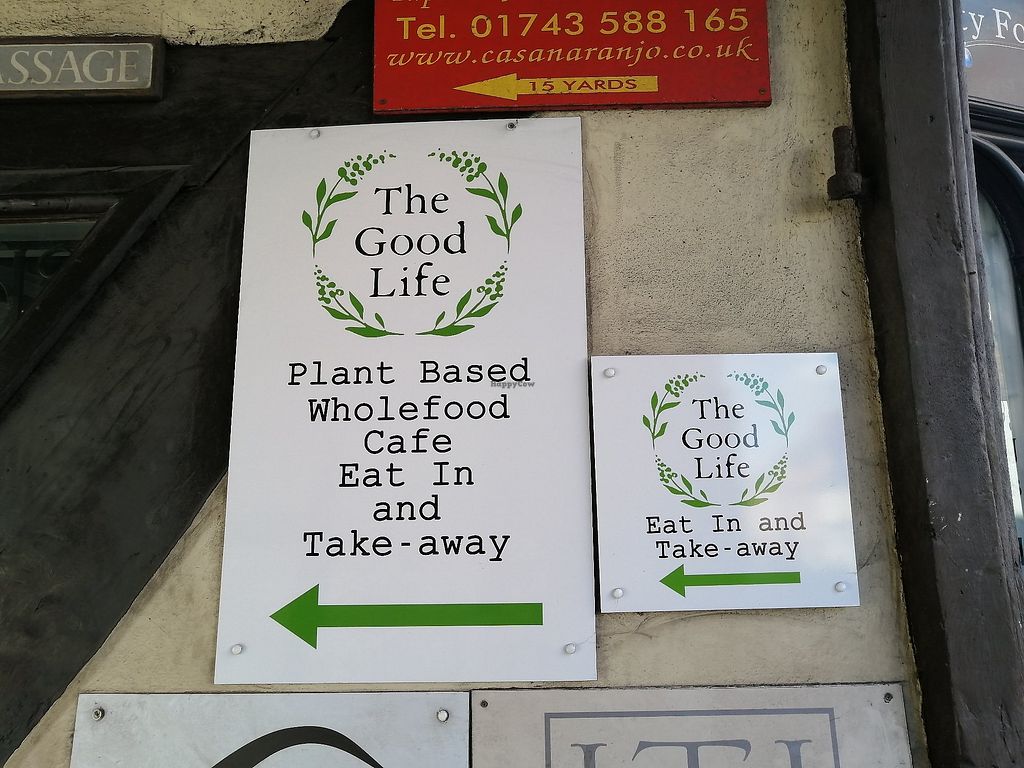 Tel. 01743 588 165
www.casanaranjo.co.uk
15 YARDS
The
Good
Life
Plant Based
HappyCow
Wholefood
Cafe
Eat In
and
Take-away
The
Good
Life
Eat In and
Take-away